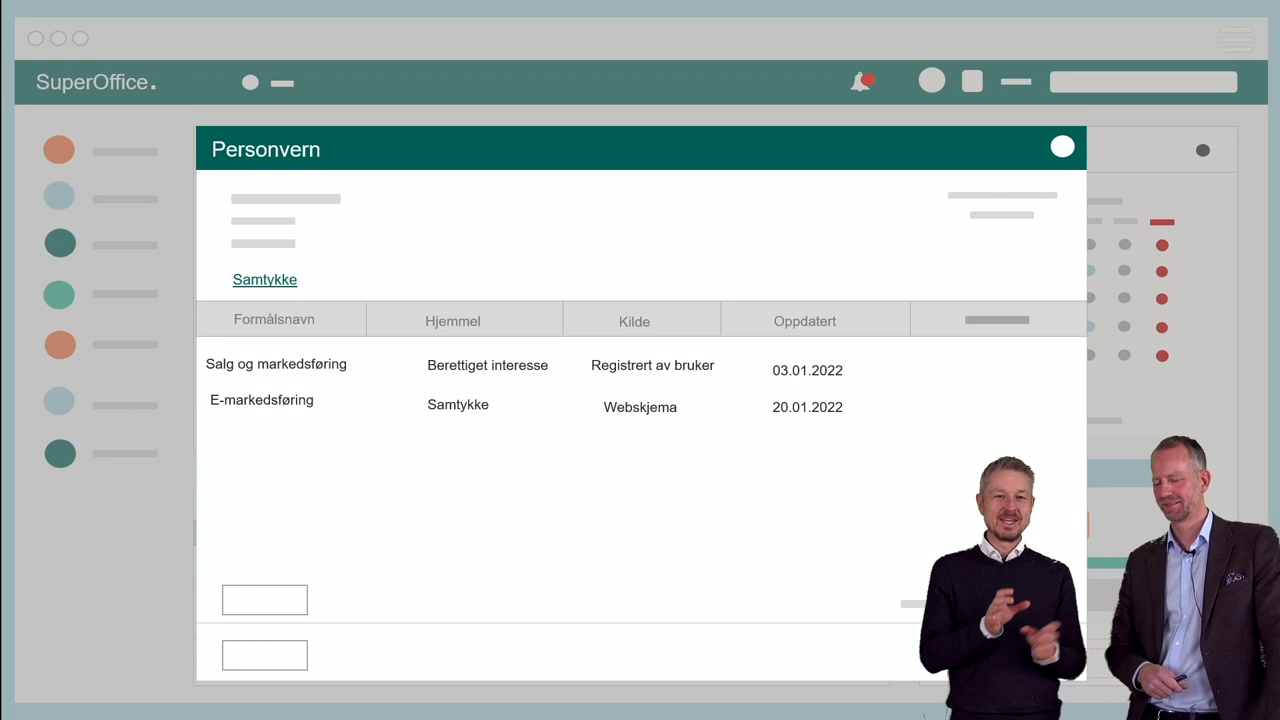 SuperOffice.
Personvern
Samtykke
Formålsnavn Hjemmel Kilde Oppdatert
Salg og markedsføring Berettiget interesse Registrert av bruker 03.01.2022
E-markedsføring Samtykke Webskjema 20.01.2022